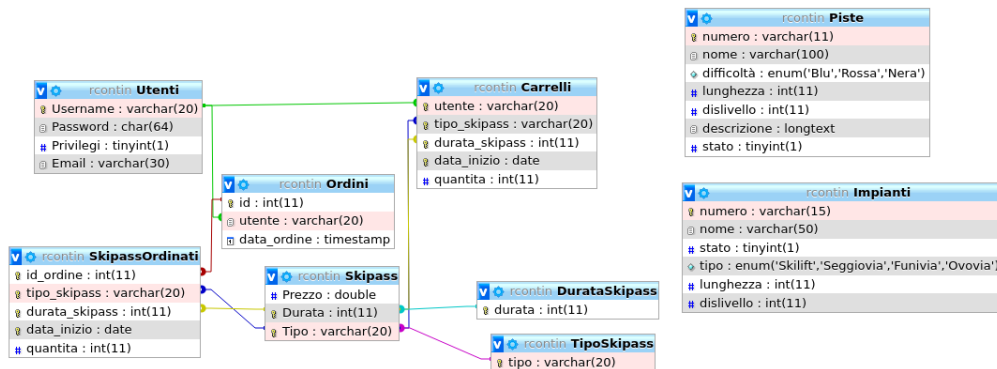 rcontin Utenti
Username : varchar(20)
Password : char(64)
Privilegi : tinyint(1)
Email : varchar(30)
rcontin Ordini
id : int(11)
utente : varchar(20)
data_ordine : timestamp
rcontin SkipassOrdinati
id_ordine : int(11)
tipo_skipass : varchar(20)
durata_skipass : int(11)
data_inizio : date
quantita : int(11)
rcontin Skipass
Prezzo : double
Durata : int(11)
Tipo : varchar(20)
rcontin Carrelli
utente : varchar(20)
tipo_skipass : varchar(20)
durata_skipass : int(11)
data_inizio : date
quantita : int(11)
rcontin DurataSkipass
durata : int(11)
rcontin TipoSkipass
tipo : varchar(20)
rcontin Piste
numero : varchar(11)
nome : varchar(100)
difficoltà : enum('Blu','Rossa','Nera')
lunghezza : int(11)
dislivello : int(11)
descrizione : longtext
stato : tinyint(1)
rcontin Impianti
numero : varchar(15)
nome : varchar(50)
stato : tinyint(1)
tipo : enum('Skilift','Seggiovia','Funivia','Ovovia')
lunghezza : int(11)
dislivello : int(11)